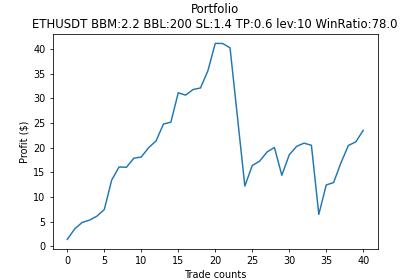 Portfolio
ETHUSDT BBM:2.2 BBL:200 SL:1.4 TP:0.6 lev:10 WinRatio:78.0
40
35
30
25
20
15
10
5
0
Profit ($)
0 5 10 15 20 25 30 35 40
Trade counts